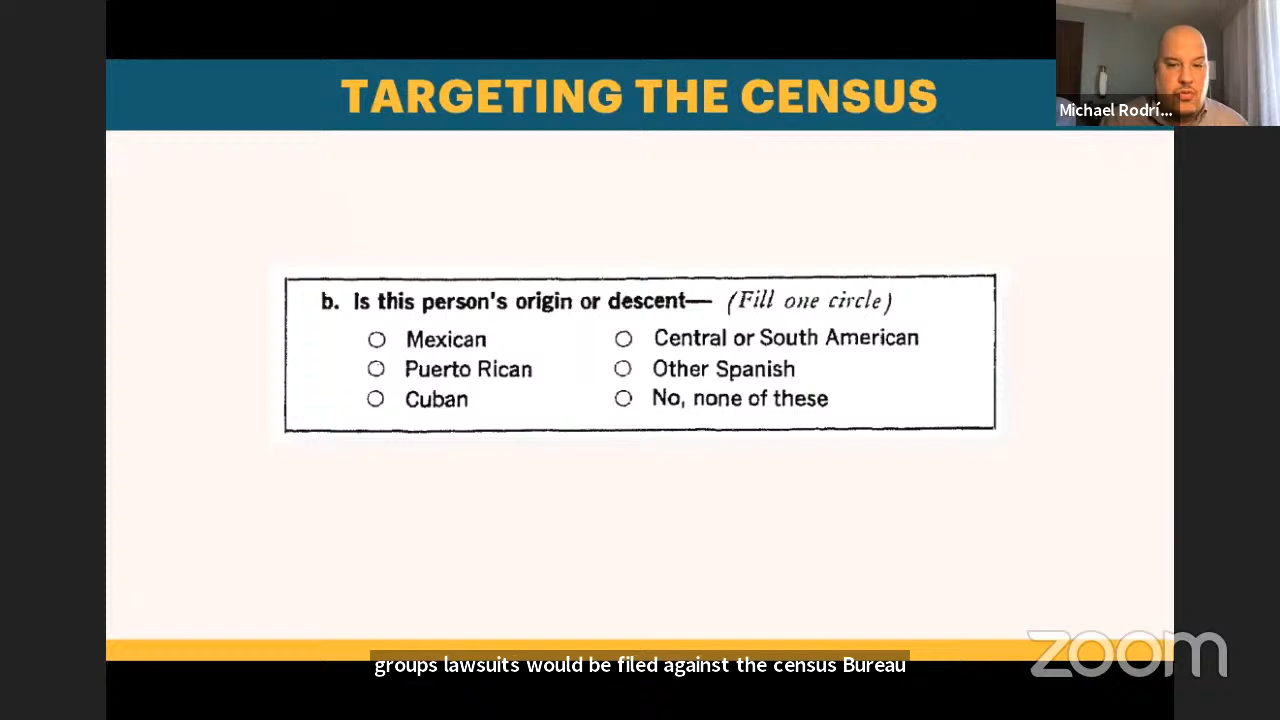 TARGETING THE CENSUS
Michael Rodrí...
b. Is this person's origin or descent— (Fill one circle)
Mexican
Puerto Rican
Cuban
Central or South American
Other Spanish
No, none of these
groups lawsuits would be filed against the census Bureau
zoom